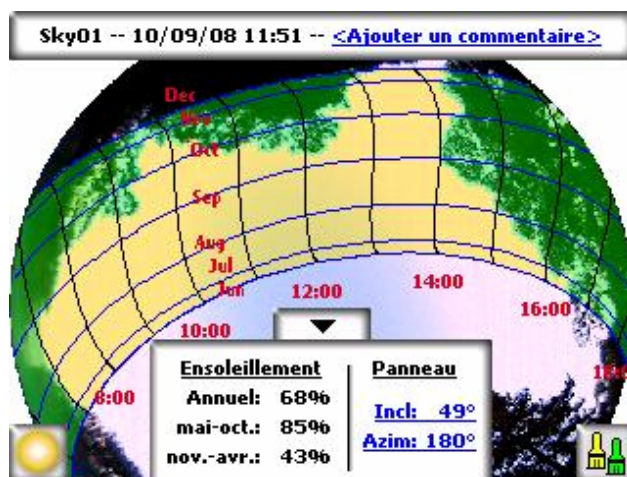 Sky01 -- 10/09/08 11:51 -- <Ajouter un commentaire>
Dec
Nov
Oct
Sep
Aug
Jul
Jun
8:00
10:00
12:00
14:00
16:00
Ensoleillement
Annuel: 68%
mai-oct.: 85%
nov.-avr.: 43%
Panneau
Incl: 49°
Azim: 180°